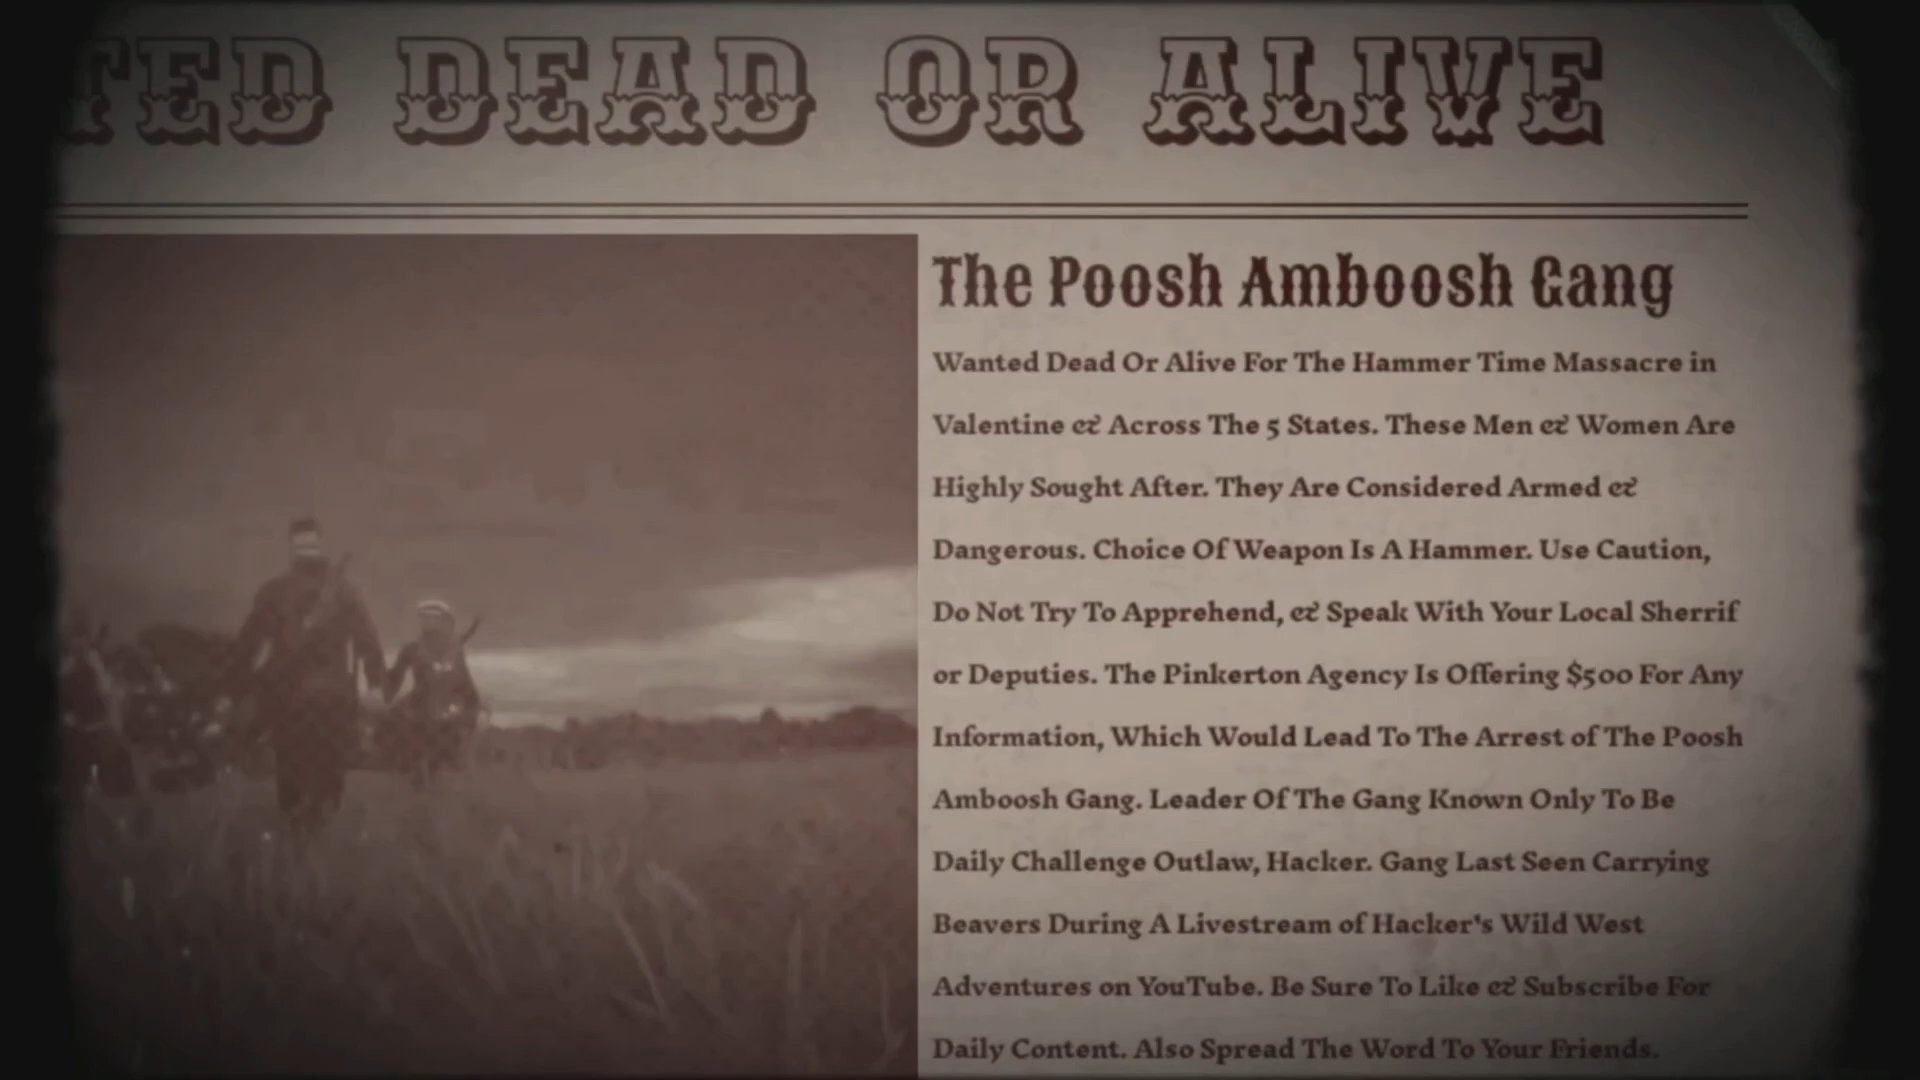 TED DEAD OR ALIVE
The Poosh Amboosh Gang
Wanted Dead Or Alive For The Hammer Time Massacre in
Valentine & Across The 5 States. These Men & Women Are
Highly Sought After. They Are Considered Armed &
Dangerous. Choice Of Weapon Is A Hammer. Use Caution,
Do Not Try To Apprehend, & Speak With Your Local Sherrif
or Deputies. The Pinkerton Agency Is Offering $500 For Any
Information, Which Would Lead To The Arrest of The Poosh
Amboosh Gang. Leader Of The Gang Known Only To Be
Daily Challenge Outlaw, Hacker. Gang Last Seen Carrying
Beavers During A Livestream of Hacker's Wild West
Adventures on YouTube. Be Sure To Like & Subscribe For
Daily Content. Also Spread The Word To Your Friends.